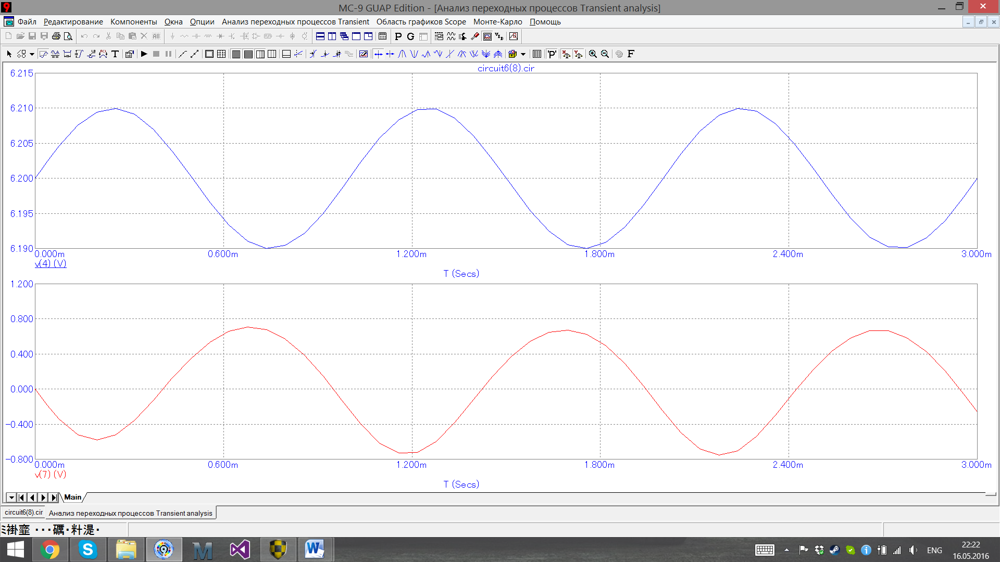 MC-9 GUAP Edition - [Анализ переходных процессов Transient analysis]
Файл Редактирование Компоненты Окна Опции Анализ переходных процессов Transient Область графиков Scope Монте-Карло Помощь
circuit6(8).cir
6.215
6.210
6.205
6.200
6.195
6.190
0.000m 0.600m 1.200m 1.800m 2.400m 3.000m
v(4) (V)
T (Secs)
1.200
0.800
0.400
0.000
-0.400
-0.800
0.000m 0.600m 1.200m 1.800m 2.400m 3.000m
v(7) (V)
T (Secs)
Main
circuit6(8).cir Анализ переходных процессов Transient analysis
ENG
22:22
16.05.2016